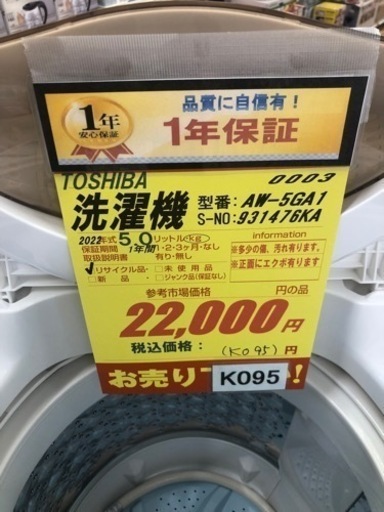 1年
安心保証
品質に自信有！
1年保証
TOSHIBA
0003
洗濯機
型番: AW-5GA1
S-NO: 931476KA
2022年式 5.0 リットル・kg
保証期間 1年間 1・2・3ヶ月・なし
取扱説明書 有り・無し
information
※多少の傷、汚れ有ります。
※正面にエクボ有ります
✓リサイクル品・□未使用品
□新品・□ジャンク品(保証なし)
参考市場価格
円の品
22,000円
税込価格: (K095)円
お売り
K095
!